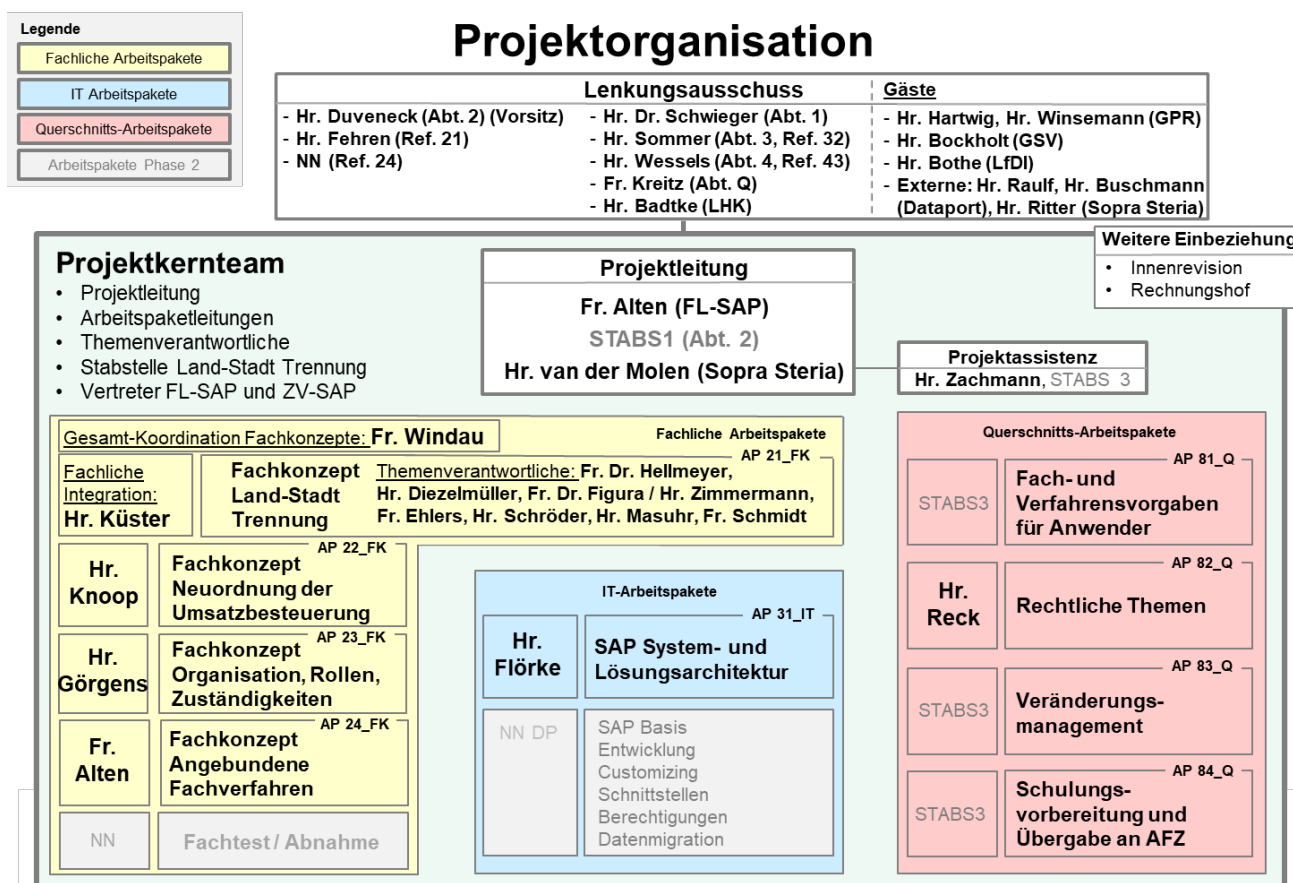 Legende
Fachliche Arbeitspakete
IT Arbeitspakete
Querschnitts-Arbeitspakete
Arbeitspakete Phase 2
Projektorganisation
Lenkungsausschuss
- Hr. Duveneck (Abt. 2) (Vorsitz)
- Hr. Fehren (Ref. 21)
- NN (Ref. 24)
- Hr. Dr. Schwieger (Abt. 1)
- Hr. Sommer (Abt. 3, Ref. 32)
- Hr. Wessels (Abt. 4, Ref. 43)
- Fr. Kreitz (Abt. Q)
- Hr. Badtke (LHK)
Gäste
- Hr. Hartwig, Hr. Winsemann (GPR)
- Hr. Bockholt (GSV)
- Hr. Bothe (LfDI)
- Externe: Hr. Raulf, Hr. Buschmann
(Dataport), Hr. Ritter (Sopra Steria)
Weitere Einbeziehung
• Innenrevision
• Rechnungshof
Projektkernteam
• Projektleitung
• Arbeitspaketleitungen
• Themenverantwortliche
• Stabstelle Land-Stadt Trennung
• Vertreter FL-SAP und ZV-SAP
Projektleitung
Fr. Alten (FL-SAP)
STABS1 (Abt. 2)
Hr. van der Molen (Sopra Steria)
Projektassistenz
Hr. Zachmann, STABS 3
Gesamt-Koordination Fachkonzepte: Fr. Windau
Fachliche Arbeitspakete
Fachliche
Integration:
Hr. Küster
AP 21_FK
Fachkonzept
Land-Stadt
Trennung
Themenverantwortliche: Fr. Dr. Hellmeyer,
Hr. Diezelmüller, Fr. Dr. Figura / Hr. Zimmermann,
Fr. Ehlers, Hr. Schröder, Hr. Masuhr, Fr. Schmidt
Hr.
Knoop
AP 22_FK
Fachkonzept
Neuordnung der
Umsatzbesteuerung
Hr.
Görgens
AP 23_FK
Fachkonzept
Organisation, Rollen,
Zuständigkeiten
Fr.
Alten
AP 24_FK
Fachkonzept
Angebundene
Fachverfahren
NN
Fachtest / Abnahme
IT-Arbeitspakete
Hr.
Flörke
AP 31_IT
SAP System- und
Lösungsarchitektur
NN DP
SAP Basis
Entwicklung
Customizing
Schnittstellen
Berechtigungen
Datenmigration
Querschnitts-Arbeitspakete
STABS3
AP 81_Q
Fach- und
Verfahrensvorgaben
für Anwender
Hr.
Reck
AP 82_Q
Rechtliche Themen
STABS3
AP 83_Q
Veränderungs-
management
STABS3
AP 84_Q
Schulungs-
vorbereitung und
Übergabe an AFZ